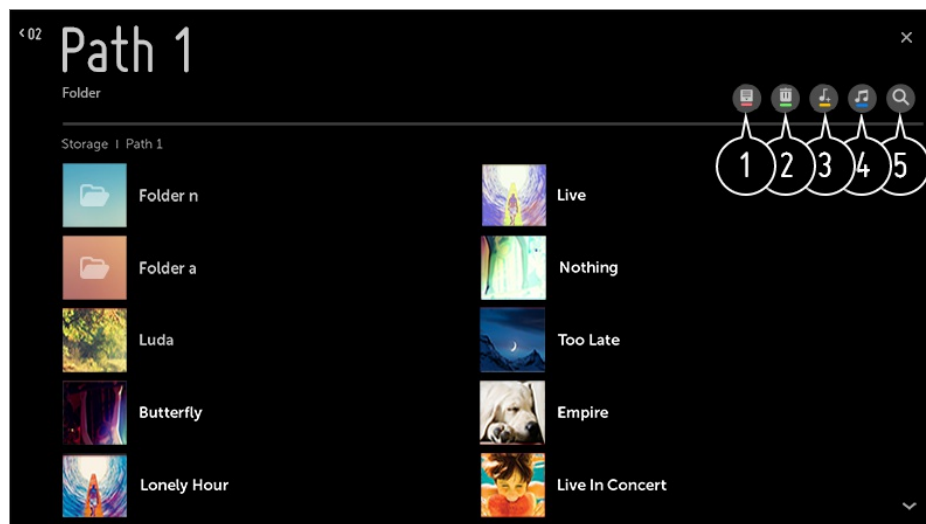 < 02
Path 1
×
Folder
1 2 3 4 5
Storage I Path 1
Folder n
Live
Folder a
Nothing
Luda
Too Late
Butterfly
Empire
Lonely Hour
Live In Concert